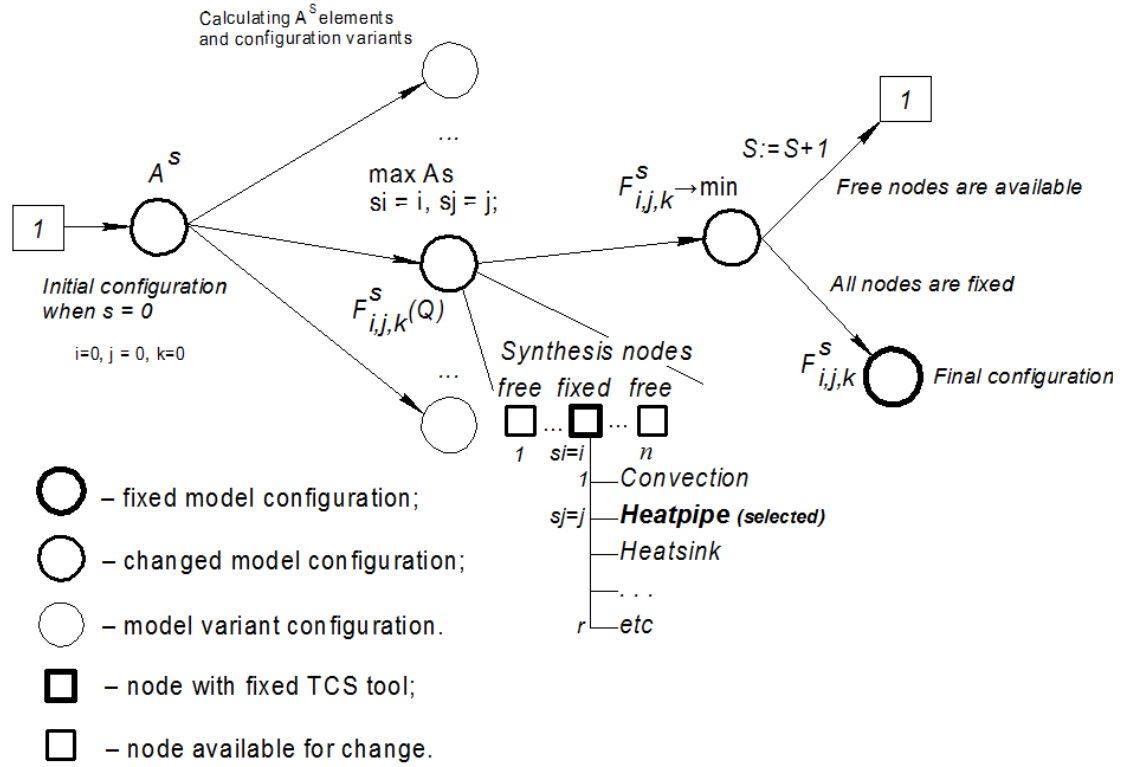 Calculating A^S elements
and configuration variants
1
A^S
Initial configuration
when s = 0
i=0, j = 0, k=0
...
max As
si = i, sj = j;
F^S_{i,j,k}(Q)
...
F^S_{i,j,k}→min
S:=S+1
1
Free nodes are available
All nodes are fixed
F^S_{i,j,k}
Final configuration
Synthesis nodes
free fixed free
... ...
1 si=i n
1 Convection
sj=j Heatpipe (selected)
Heatsink
. . .
r etc
– fixed model configuration;
– changed model configuration;
– model variant configuration.
– node with fixed TCS tool;
– node available for change.